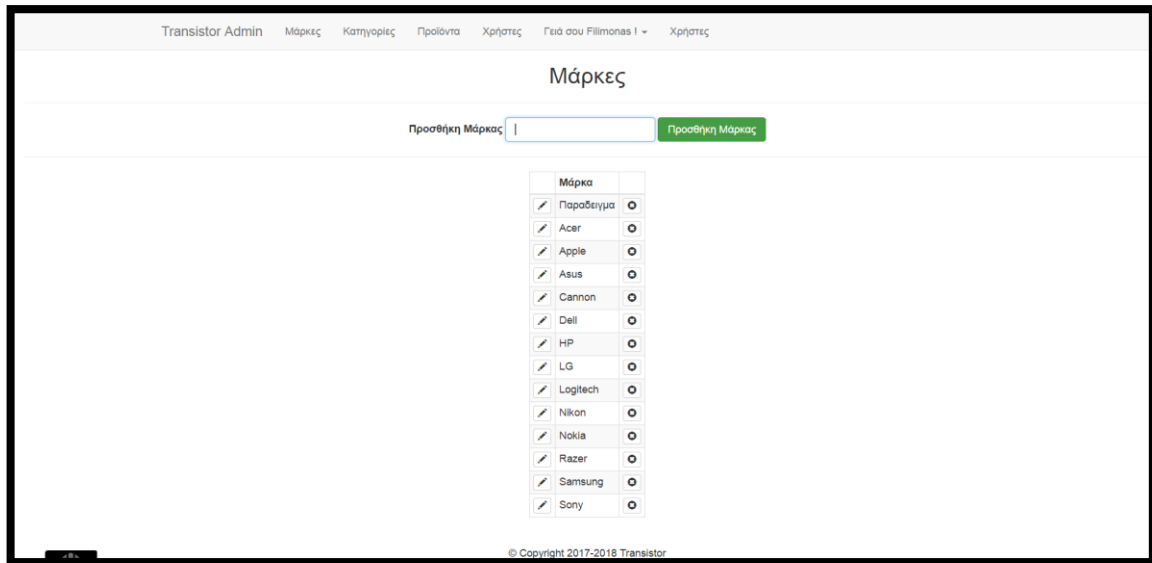 Transistor Admin Μάρκες Κατηγορίες Προϊόντα Χρήστες Γειά σου Filimonas ! Χρήστες
Μάρκες
Προσθήκη Μάρκας Προσθήκη Μάρκας
Μάρκα
Παραδειγμα
Acer
Apple
Asus
Cannon
Dell
HP
LG
Logitech
Nikon
Nokia
Razer
Samsung
Sony
© Copyright 2017-2018 Transistor